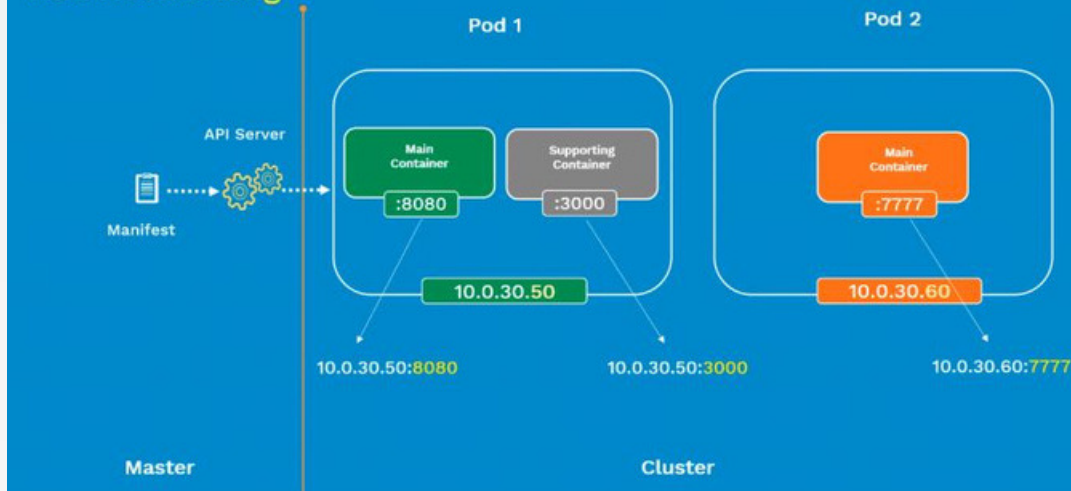 Pod 1
Pod 2
API Server
Main
Container
Supporting
Container
Main
Container
:8080
:3000
:7777
Manifest
10.0.30.50
10.0.30.60
10.0.30.50:8080
10.0.30.50:3000
10.0.30.60:7777
Master
Cluster